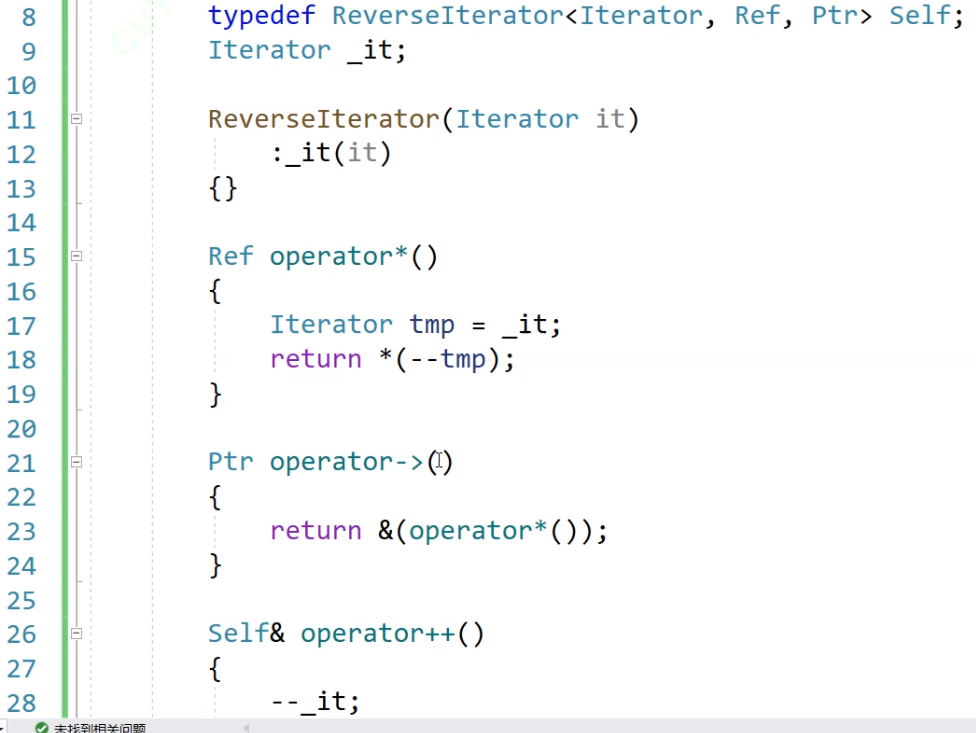 8 typedef ReverseIterator<Iterator, Ref, Ptr> Self;
9 Iterator _it;
10
11 ReverseIterator(Iterator it)
12 :_it(it)
13 {}
14
15 Ref operator*()
16 {
17 Iterator tmp = _it;
18 return *(--tmp);
19 }
20
21 Ptr operator->()
22 {
23 return &(operator*());
24 }
25
26 Self& operator++()
27 {
28 --_it;
未找到相关问题